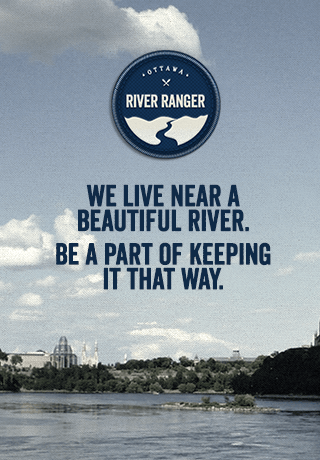 • OTTAWA •
RIVER RANGER
WE LIVE NEAR A
BEAUTIFUL RIVER.
BE A PART OF KEEPING
IT THAT WAY.